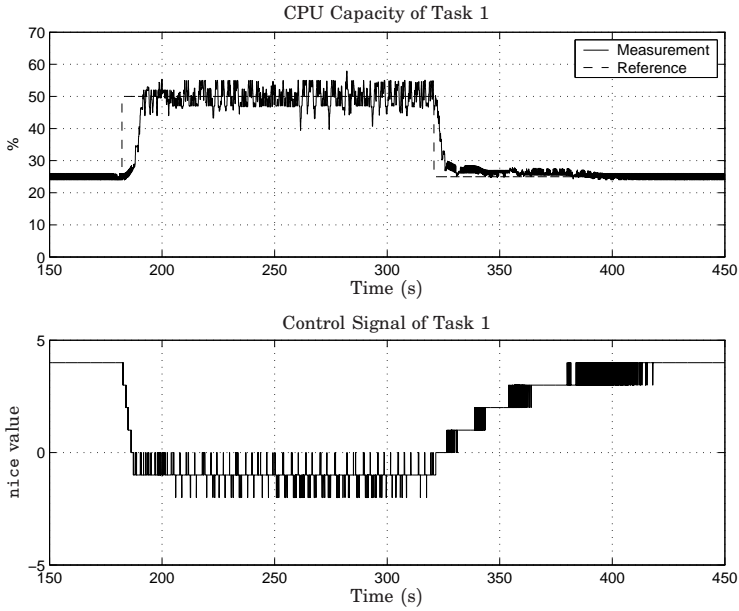 CPU Capacity of Task 1
70
60
50
40
30
20
10
0
%
Measurement
Reference
150 200 250 300 350 400 450
Time (s)
Control Signal of Task 1
5
0
−5
nice value
150 200 250 300 350 400 450
Time (s)